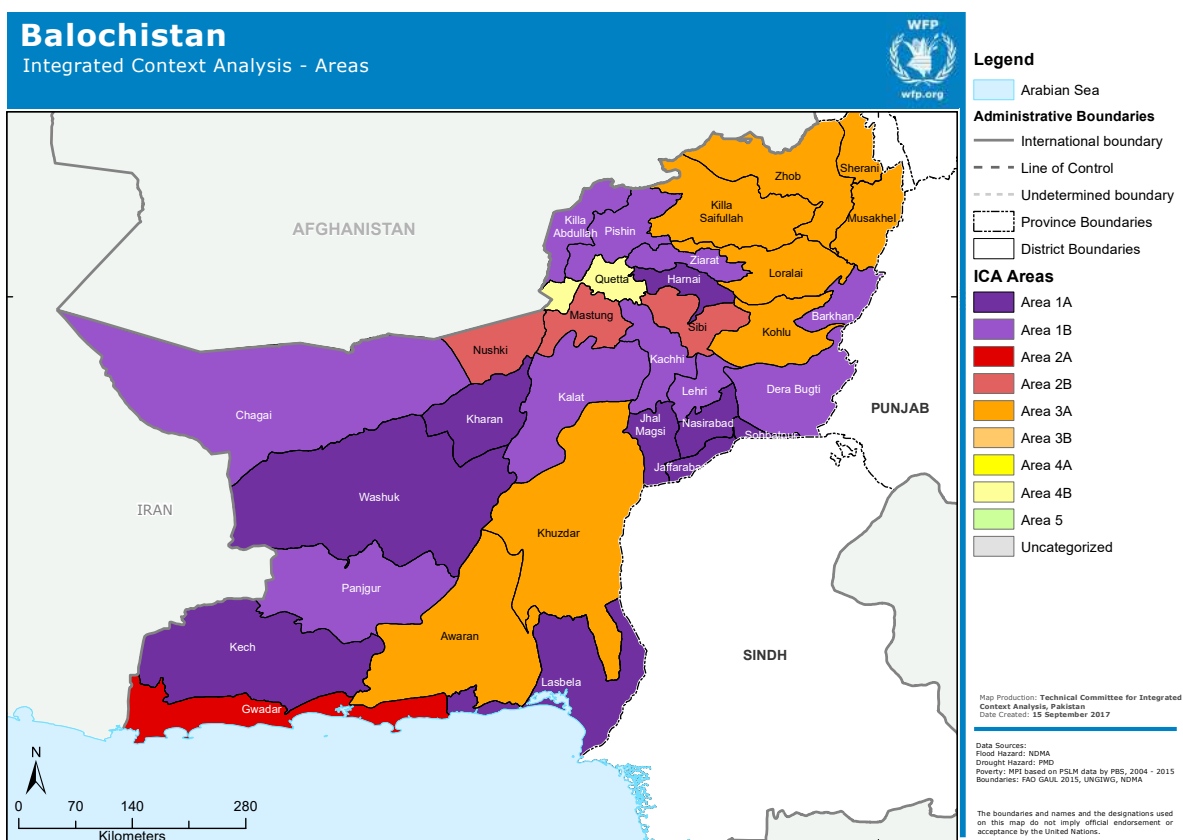 Balochistan
Integrated Context Analysis - Areas
WFP
wfp.org
Legend
Arabian Sea
Administrative Boundaries
International boundary
Line of Control
Undetermined boundary
Province Boundaries
District Boundaries
ICA Areas
Area 1A
Area 1B
Area 2A
Area 2B
Area 3A
Area 3B
Area 4A
Area 4B
Area 5
Uncategorized
AFGHANISTAN
IRAN
PUNJAB
SINDH
Zhob
Sherani
Killa
Saifullah
Musakhel
Killa
Abdullah
Pishin
Ziarat
Loralai
Quetta
Harnai
Barkhan
Mastung
Sibi
Kohlu
Nushki
Kachhi
Lehri
Dera Bugti
Kalat
Chagai
Kharan
Jhal
Magsi
Nasirabad
Sohbatpur
Jaffarabad
Washuk
Khuzdar
Panjgur
Awaran
Kech
Lasbela
Gwadar
N
0 70 140 280
Kilometers
Map Production: Technical Committee for Integrated
Context Analysis, Pakistan
Date Created: 15 September 2017
Data Sources:
Flood Hazard: NDMA
Drought Hazard: PMD
Poverty: MPI based on PSLM data by PBS, 2004 - 2015
Boundaries: FAO GAUL 2015, UNGIWG, NDMA
The boundaries and names and the designations used
on this map do not imply official endorsement or
acceptance by the United Nations.